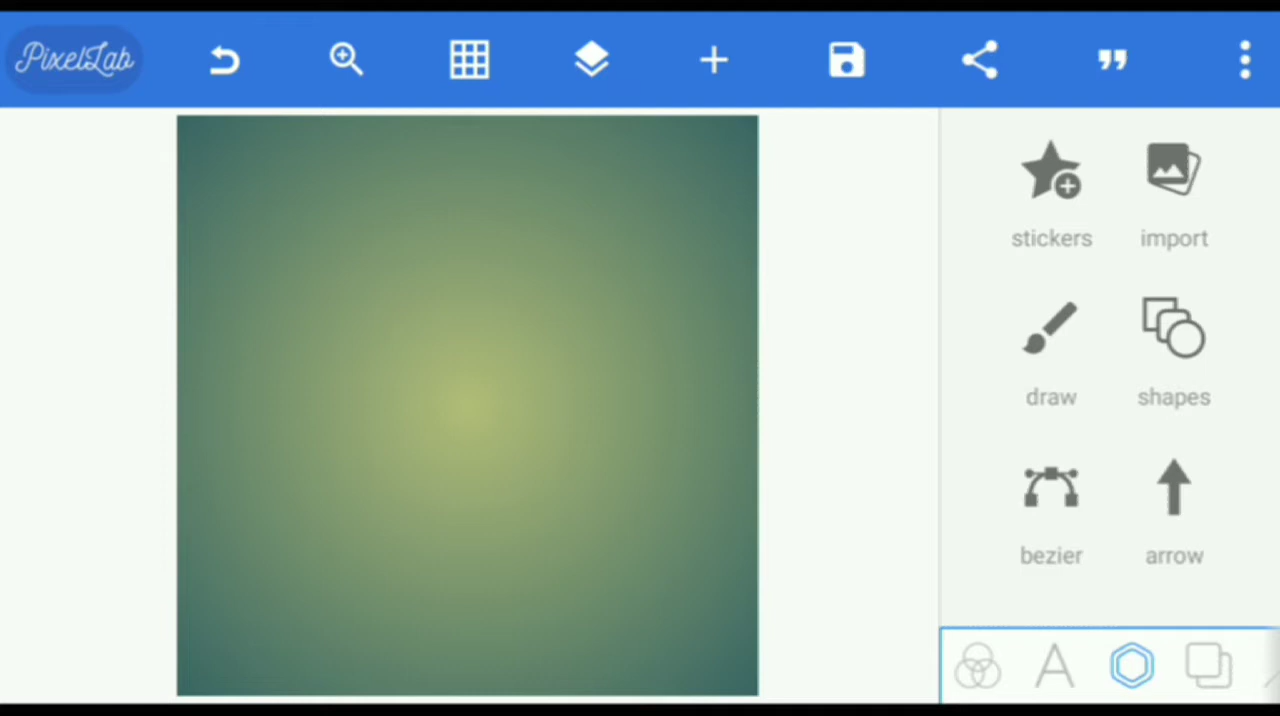 PixelLab
stickers
import
draw
shapes
bezier
arrow